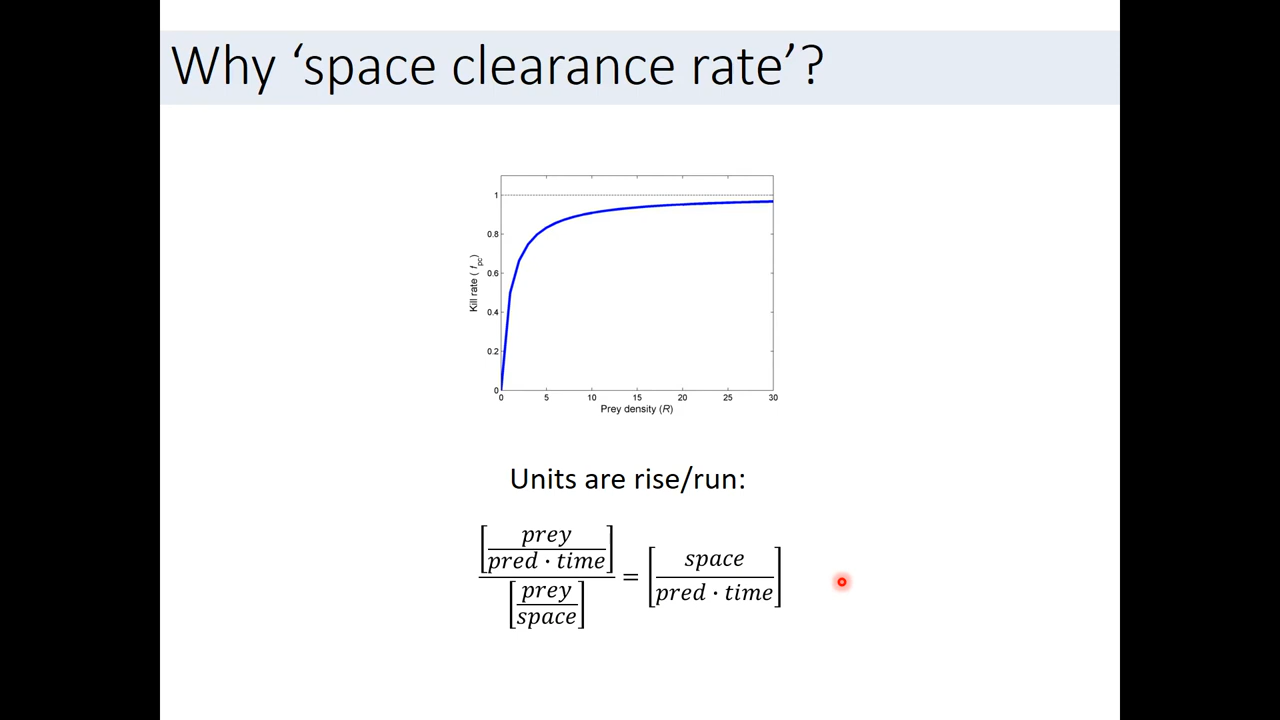 Why ‘space clearance rate’?
1
0.8
0.6
0.4
0.2
0
Kill rate ( f_pc )
0 5 10 15 20 25 30
Prey density (R)
Units are rise/run:
[prey / pred · time] / [prey / space] = [space / pred · time]